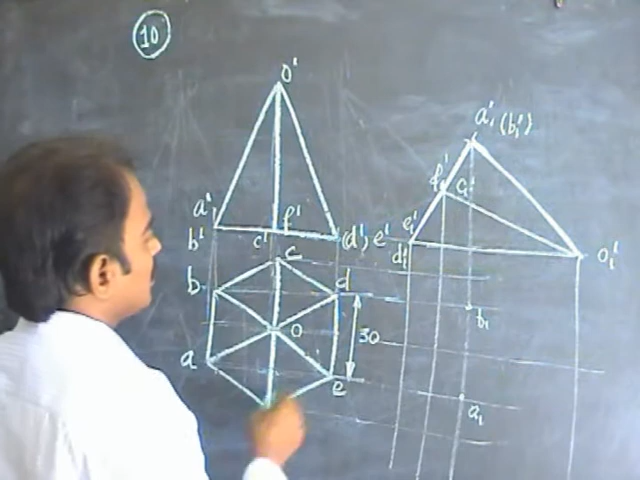 10
o'
a'
b'
c'
f'
(d') e'
c
b
d
o
30
a
e
a'₁ (b'₁)
f'₁
c'₁
e'₁
d'₁
o'₁
b₁
a₁